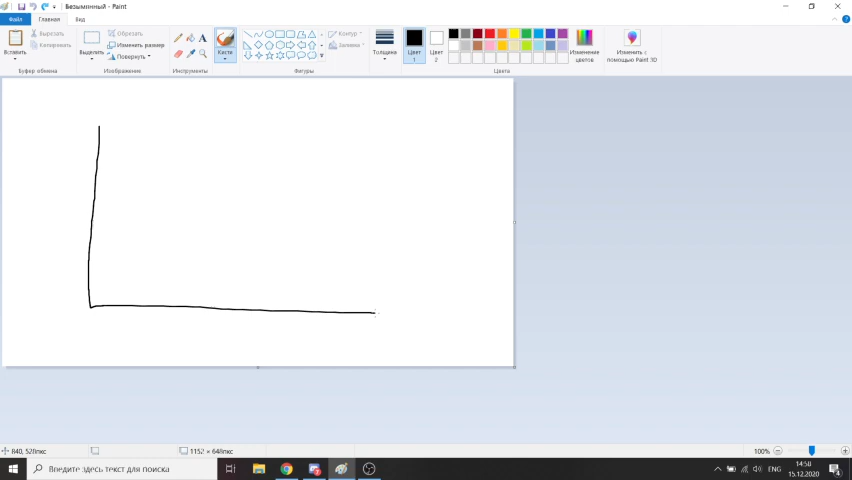 Безымянный - Paint
Файл Главная Вид
Вставить
Вырезать
Копировать
Буфер обмена
Выделить
Обрезать
Изменить размер
Повернуть
Изображение
Инструменты
Кисти
Контур
Заливка
Фигуры
Толщина
Цвет 1
Цвет 2
Изменение цветов
Цвета
Изменить с помощью Paint 3D
840, 528пкс
1152 × 648пкс
100%
Введите здесь текст для поиска
ENG
14:58
15.12.2020